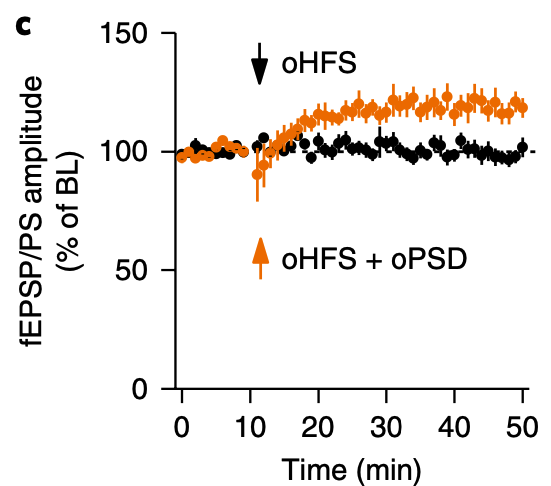 c
fEPSP/PS amplitude
(% of BL)
150
100
50
0
oHFS
oHFS + oPSD
0 10 20 30 40 50
Time (min)